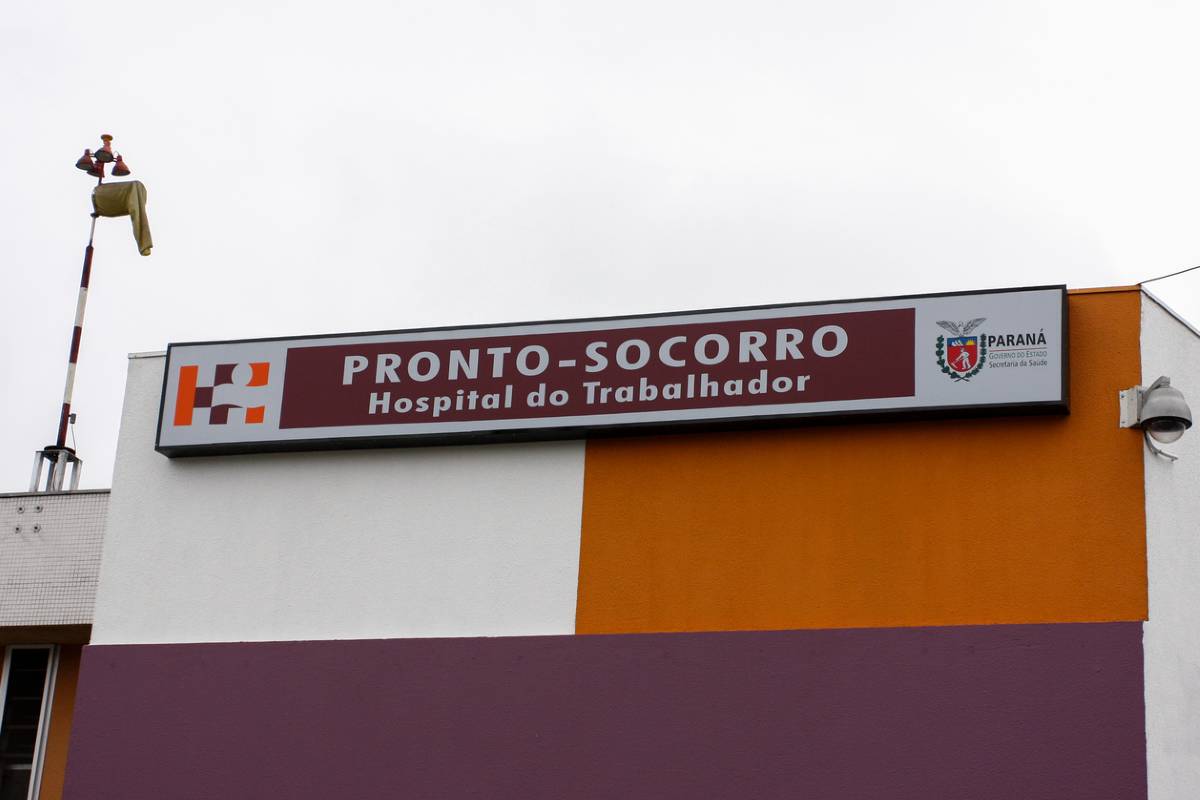 PRONTO-SOCORRO
Hospital do Trabalhador
PARANÁ
GOVERNO DO ESTADO
Secretaria da Saúde